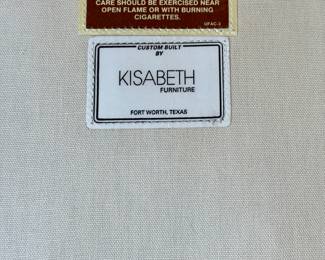 CARE SHOULD BE EXERCISED NEAR
OPEN FLAME OR WITH BURNING
CIGARETTES.
UFAC-3
CUSTOM BUILT
BY
KISABETH
FURNITURE
FORT WORTH, TEXAS